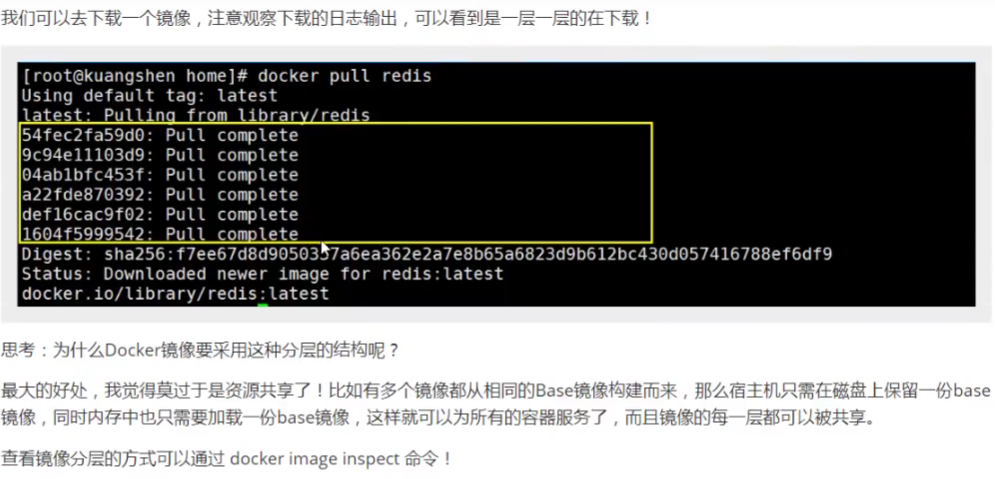 我们可以去下载一个镜像，注意观察下载的日志输出，可以看到是一层一层的在下载！
[root@kuangshen home]# docker pull redis
Using default tag: latest
latest: Pulling from library/redis
54fec2fa59d0: Pull complete
9c94e11103d9: Pull complete
04ab1bfc453f: Pull complete
a22fde870392: Pull complete
def16cac9f02: Pull complete
1604f5999542: Pull complete
Digest: sha256:f7ee67d8d9050357a6ea362e2a7e8b65a6823d9b612bc430d057416788ef6df9
Status: Downloaded newer image for redis:latest
docker.io/library/redis:latest
思考：为什么Docker镜像要采用这种分层的结构呢？
最大的好处，我觉得莫过于是资源共享了！比如有多个镜像都从相同的Base镜像构建而来，那么宿主机只需在磁盘上保留一份base
镜像，同时内存中也只需要加载一份base镜像，这样就可以为所有的容器服务了，而且镜像的每一层都可以被共享。
查看镜像分层的方式可以通过 docker image inspect 命令！